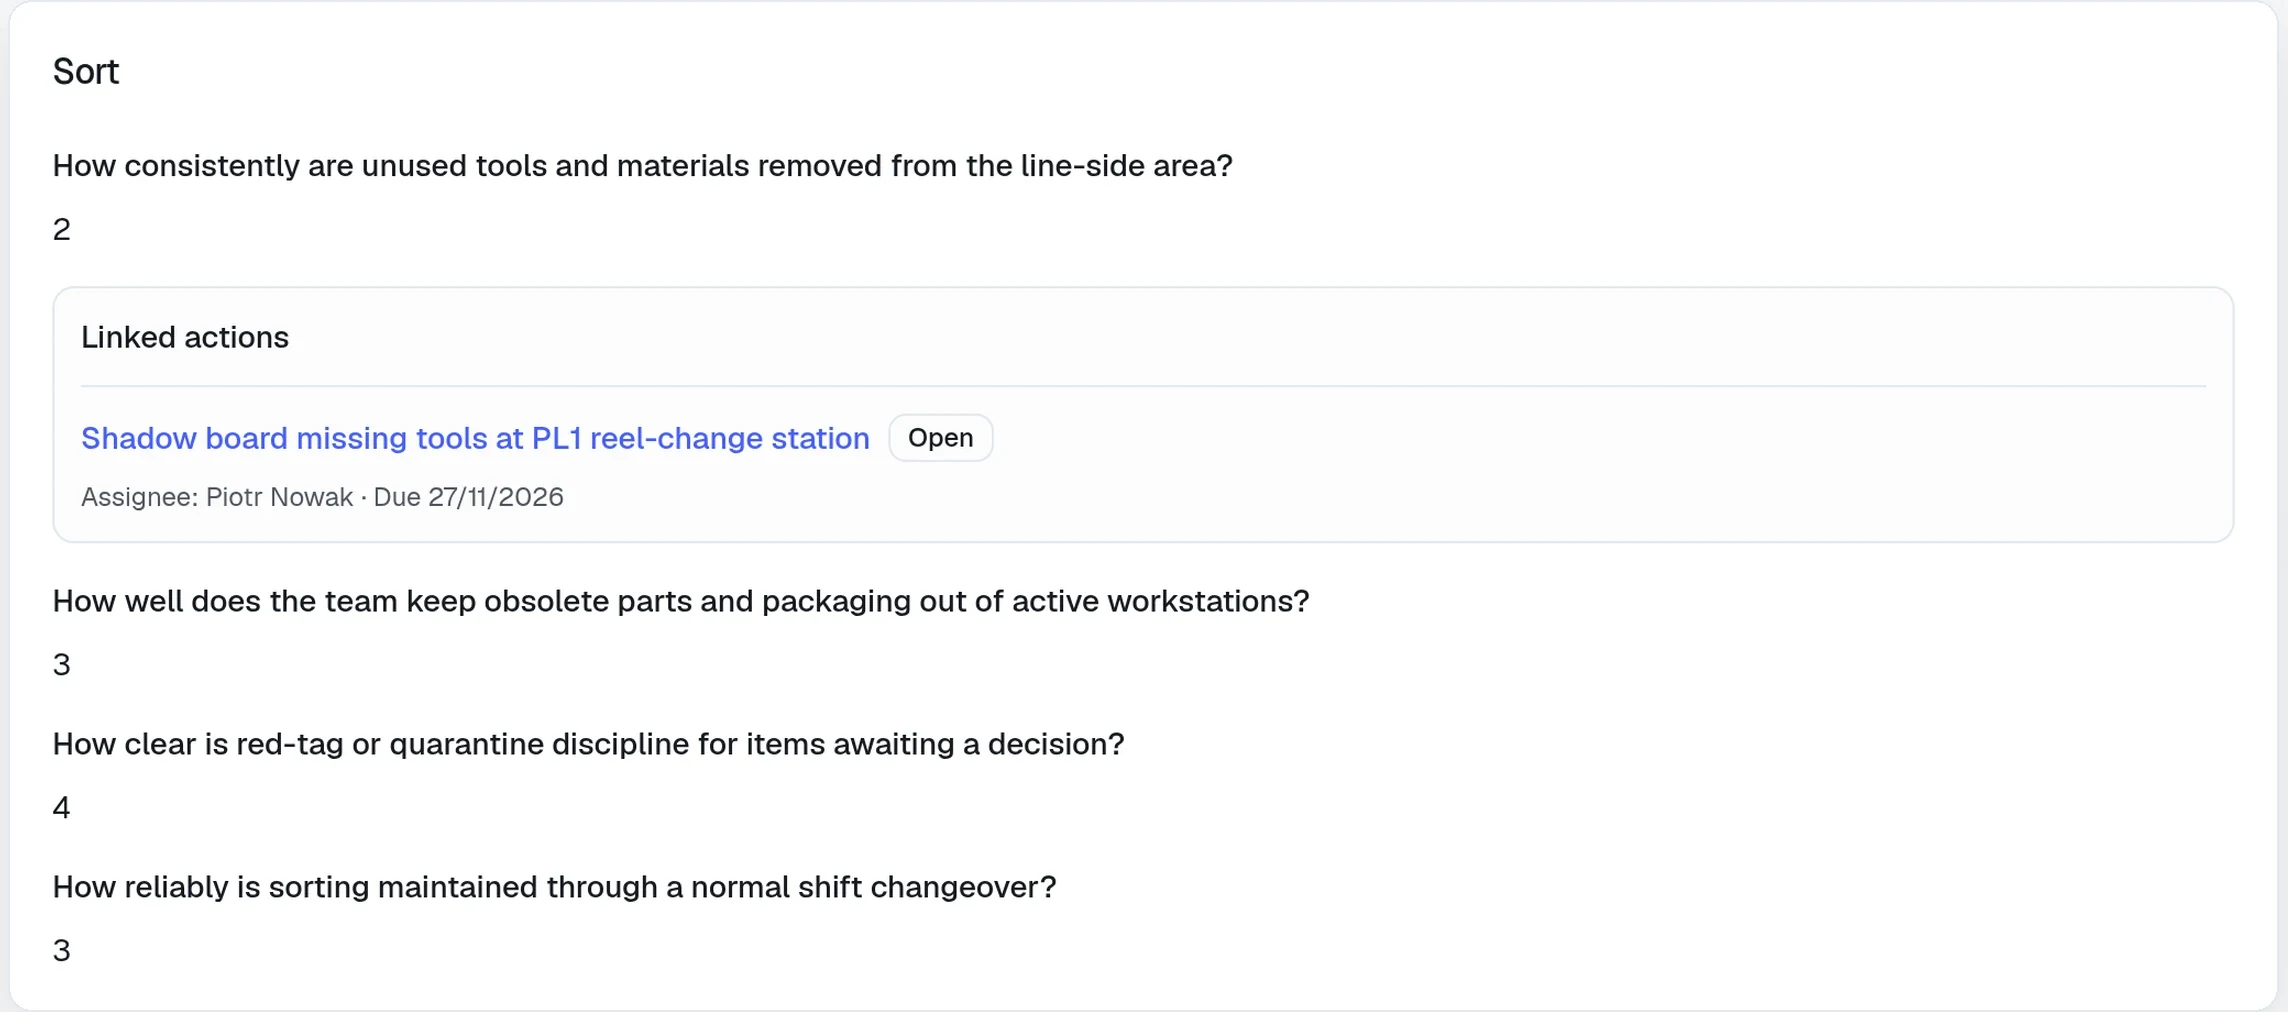 Sort
How consistently are unused tools and materials removed from the line-side area?
2
Linked actions
Shadow board missing tools at PL1 reel-change station Open
Assignee: Piotr Nowak · Due 27/11/2026
How well does the team keep obsolete parts and packaging out of active workstations?
3
How clear is red-tag or quarantine discipline for items awaiting a decision?
4
How reliably is sorting maintained through a normal shift changeover?
3